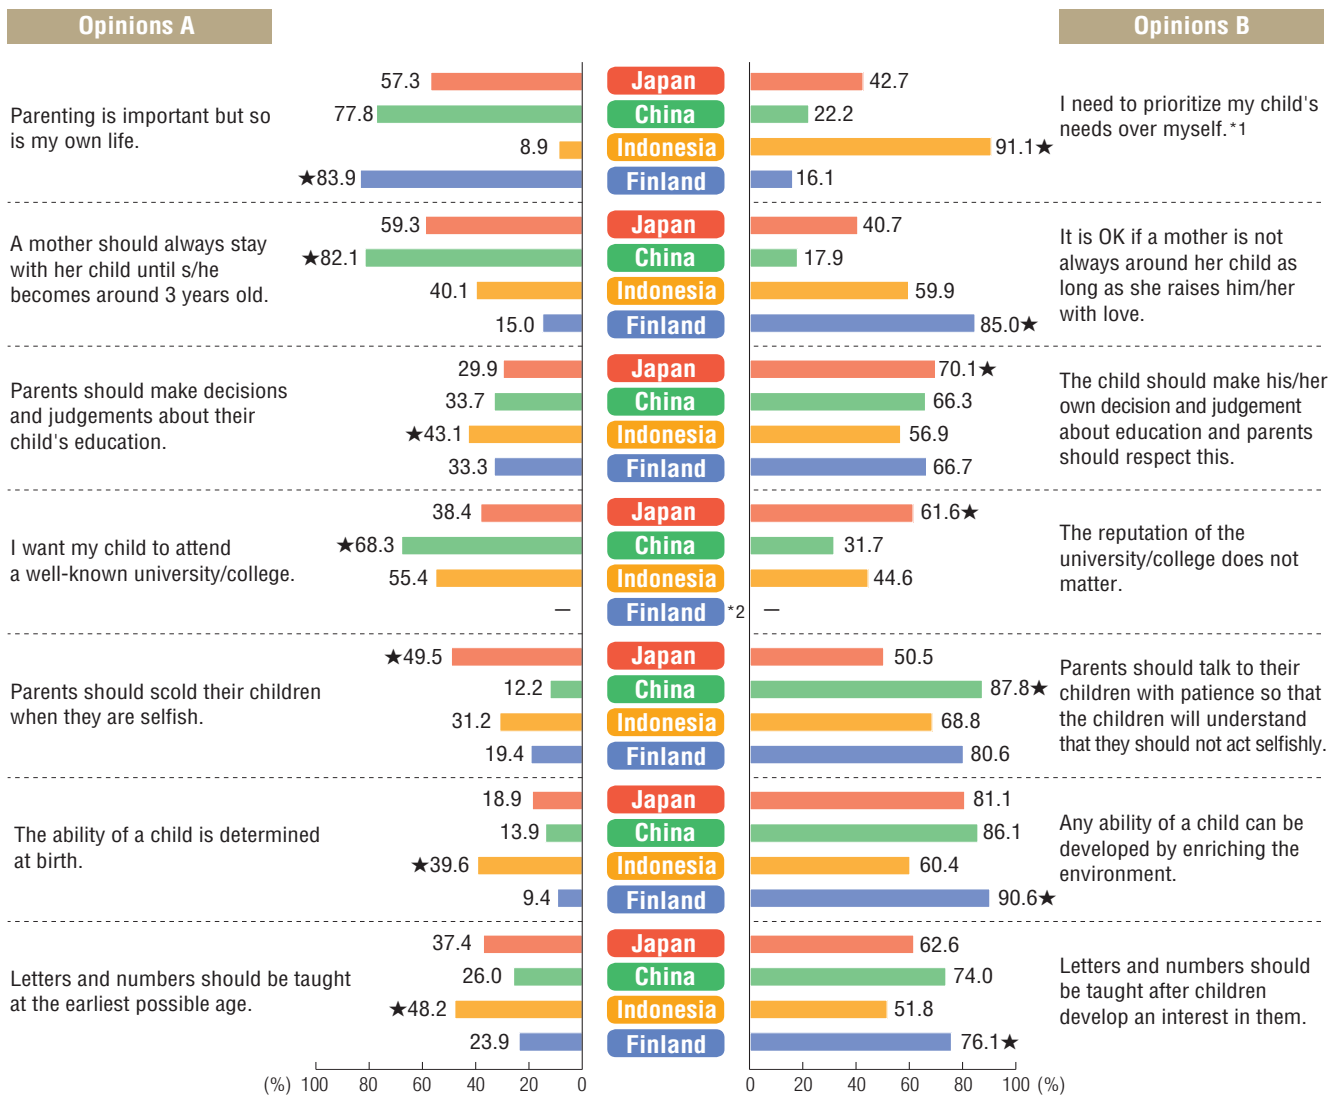 Opinions A
Opinions B
Parenting is important but so
is my own life.
57.3 Japan 42.7
77.8 China 22.2
8.9 Indonesia 91.1★
★83.9 Finland 16.1
I need to prioritize my child's
needs over myself.*1
A mother should always stay
with her child until s/he
becomes around 3 years old.
59.3 Japan 40.7
★82.1 China 17.9
40.1 Indonesia 59.9
15.0 Finland 85.0★
It is OK if a mother is not
always around her child as
long as she raises him/her
with love.
Parents should make decisions
and judgements about their
child's education.
29.9 Japan 70.1★
33.7 China 66.3
★43.1 Indonesia 56.9
33.3 Finland 66.7
The child should make his/her
own decision and judgement
about education and parents
should respect this.
I want my child to attend
a well-known university/college.
38.4 Japan 61.6★
★68.3 China 31.7
55.4 Indonesia 44.6
— Finland *2 —
The reputation of the
university/college does not
matter.
Parents should scold their children
when they are selfish.
★49.5 Japan 50.5
12.2 China 87.8★
31.2 Indonesia 68.8
19.4 Finland 80.6
Parents should talk to their
children with patience so that
the children will understand
that they should not act selfishly.
The ability of a child is determined
at birth.
18.9 Japan 81.1
13.9 China 86.1
★39.6 Indonesia 60.4
9.4 Finland 90.6★
Any ability of a child can be
developed by enriching the
environment.
Letters and numbers should be taught
at the earliest possible age.
37.4 Japan 62.6
26.0 China 74.0
★48.2 Indonesia 51.8
23.9 Finland 76.1★
Letters and numbers should
be taught after children
develop an interest in them.
(%) 100 80 60 40 20 0 0 20 40 60 80 100 (%)